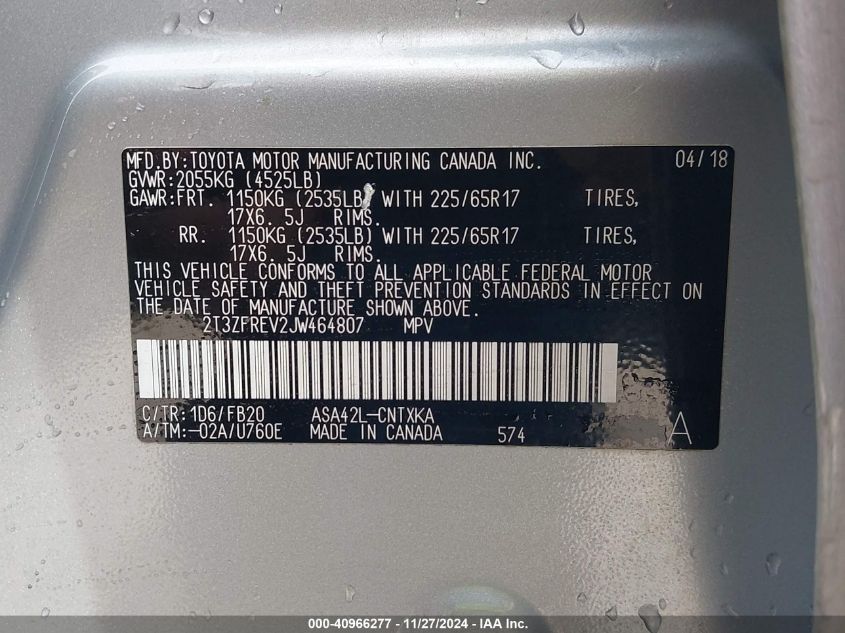 MFD.BY:TOYOTA MOTOR MANUFACTURING CANADA INC. 04/18
GVWR:2055KG (4525LB)
GAWR:FRT. 1150KG (2535LB) WITH 225/65R17 TIRES,
17X6. 5J RIMS.
RR. 1150KG (2535LB) WITH 225/65R17 TIRES,
17X6. 5J RIMS.
THIS VEHICLE CONFORMS TO ALL APPLICABLE FEDERAL MOTOR
VEHICLE SAFETY AND THEFT PREVENTION STANDARDS IN EFFECT ON
THE DATE OF MANUFACTURE SHOWN ABOVE.
2T3ZFREV2JW464807 MPV
C/TR:1D6/FB20 ASA42L-CNTXKA
A/TM:-02A/U760E MADE IN CANADA 574 A
000-40966277 - 11/27/2024 - IAA Inc.